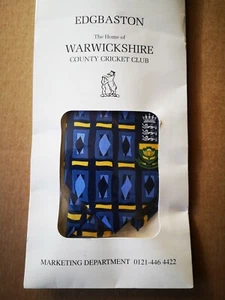 EDGBASTON
The Home of
WARWICKSHIRE
COUNTY CRICKET CLUB
MARKETING DEPARTMENT 0121-446 4422